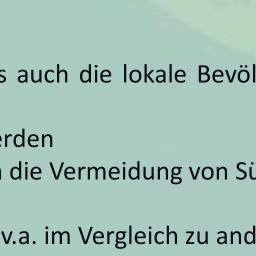 s auch die lokale Bevöl
erden
die Vermeidung von Sü
v.a. im Vergleich zu and